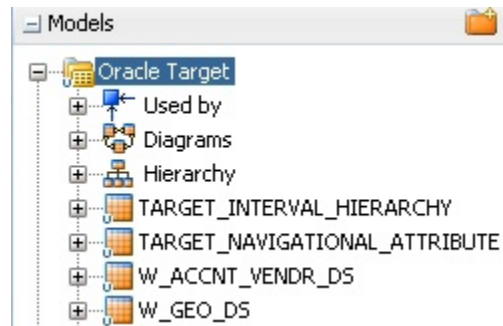 Models
Oracle Target
Used by
Diagrams
Hierarchy
TARGET_INTERVAL_HIERARCHY
TARGET_NAVIGATIONAL_ATTRIBUTE
W_ACCNT_VENDR_DS
W_GEO_DS